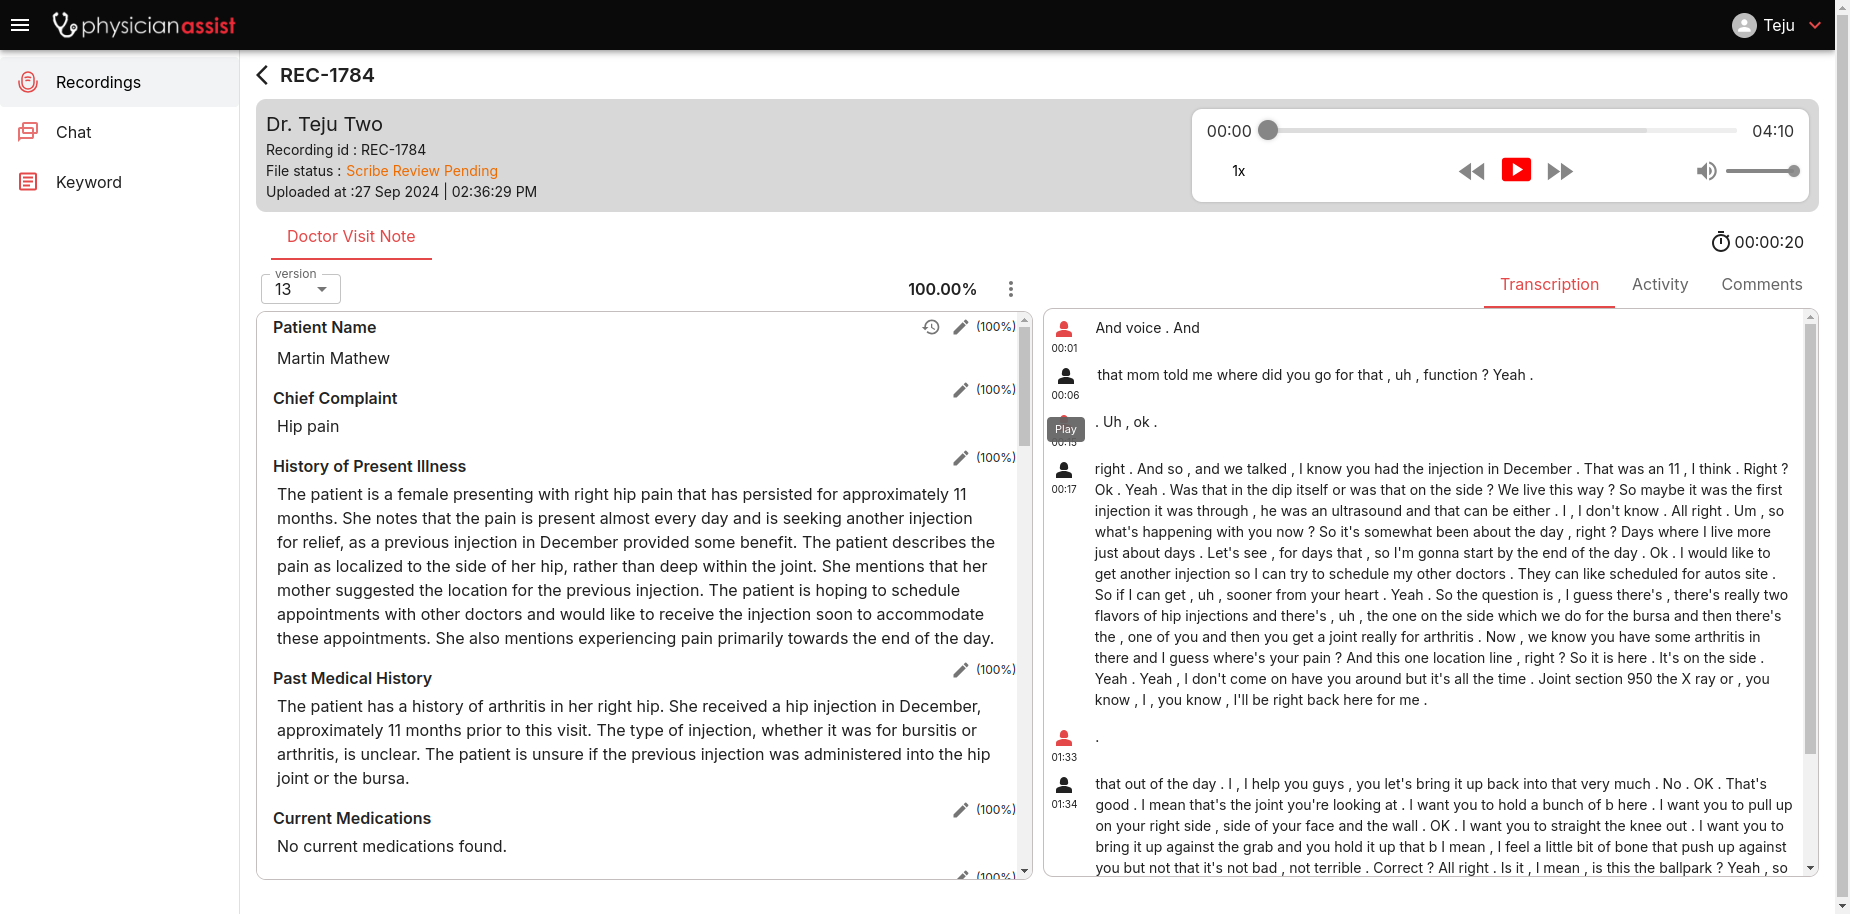 physicianassist
Teju
Recordings
Chat
Keyword
REC-1784
Dr. Teju Two
Recording id : REC-1784
File status : Scribe Review Pending
Uploaded at :27 Sep 2024 | 02:36:29 PM
00:00
04:10
1x
Doctor Visit Note
00:00:20
version
13
100.00%
Transcription
Activity
Comments
Patient Name
(100%)
Martin Mathew
Chief Complaint
(100%)
Hip pain
History of Present Illness
(100%)
The patient is a female presenting with right hip pain that has persisted for approximately 11
months. She notes that the pain is present almost every day and is seeking another injection
for relief, as a previous injection in December provided some benefit. The patient describes the
pain as localized to the side of her hip, rather than deep within the joint. She mentions that her
mother suggested the location for the previous injection. The patient is hoping to schedule
appointments with other doctors and would like to receive the injection soon to accommodate
these appointments. She also mentions experiencing pain primarily towards the end of the day.
Past Medical History
(100%)
The patient has a history of arthritis in her right hip. She received a hip injection in December,
approximately 11 months prior to this visit. The type of injection, whether it was for bursitis or
arthritis, is unclear. The patient is unsure if the previous injection was administered into the hip
joint or the bursa.
Current Medications
(100%)
No current medications found.
(100%)
And voice . And
00:01
that mom told me where did you go for that , uh , function ? Yeah .
00:06
. Uh , ok .
Play
00:15
right . And so , and we talked , I know you had the injection in December . That was an 11 , I think . Right ?
00:17
Ok . Yeah . Was that in the dip itself or was that on the side ? We live this way ? So maybe it was the first
injection it was through , he was an ultrasound and that can be either . I , I don't know . All right . Um , so
what's happening with you now ? So it's somewhat been about the day , right ? Days where I live more
just about days . Let's see , for days that , so I'm gonna start by the end of the day . Ok . I would like to
get another injection so I can try to schedule my other doctors . They can like scheduled for autos site .
So if I can get , uh , sooner from your heart . Yeah . So the question is , I guess there's , there's really two
flavors of hip injections and there's , uh , the one on the side which we do for the bursa and then there's
the , one of you and then you get a joint really for arthritis . Now , we know you have some arthritis in
there and I guess where's your pain ? And this one location line , right ? So it is here . It's on the side .
Yeah . Yeah , I don't come on have you around but it's all the time . Joint section 950 the X ray or , you
know , I , you know , I'll be right back here for me .
.
01:33
that out of the day . I , I help you guys , you let's bring it up back into that very much . No . OK . That's
01:34
good . I mean that's the joint you're looking at . I want you to hold a bunch of b here . I want you to pull up
on your right side , side of your face and the wall . OK . I want you to straight the knee out . I want you to
bring it up against the grab and you hold it up that b I mean , I feel a little bit of bone that push up against
you but not that it's not bad , not terrible . Correct ? All right . Is it , I mean , is this the ballpark ? Yeah , so